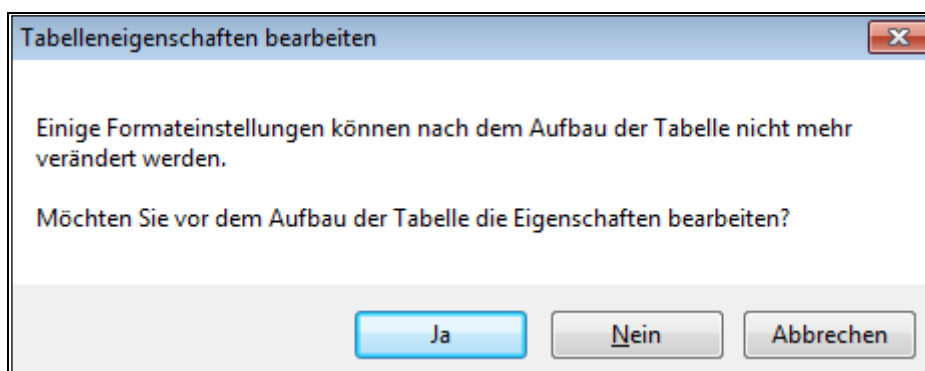 Tabelleneigenschaften bearbeiten
Einige Formateinstellungen können nach dem Aufbau der Tabelle nicht mehr
verändert werden.
Möchten Sie vor dem Aufbau der Tabelle die Eigenschaften bearbeiten?
Ja Nein Abbrechen